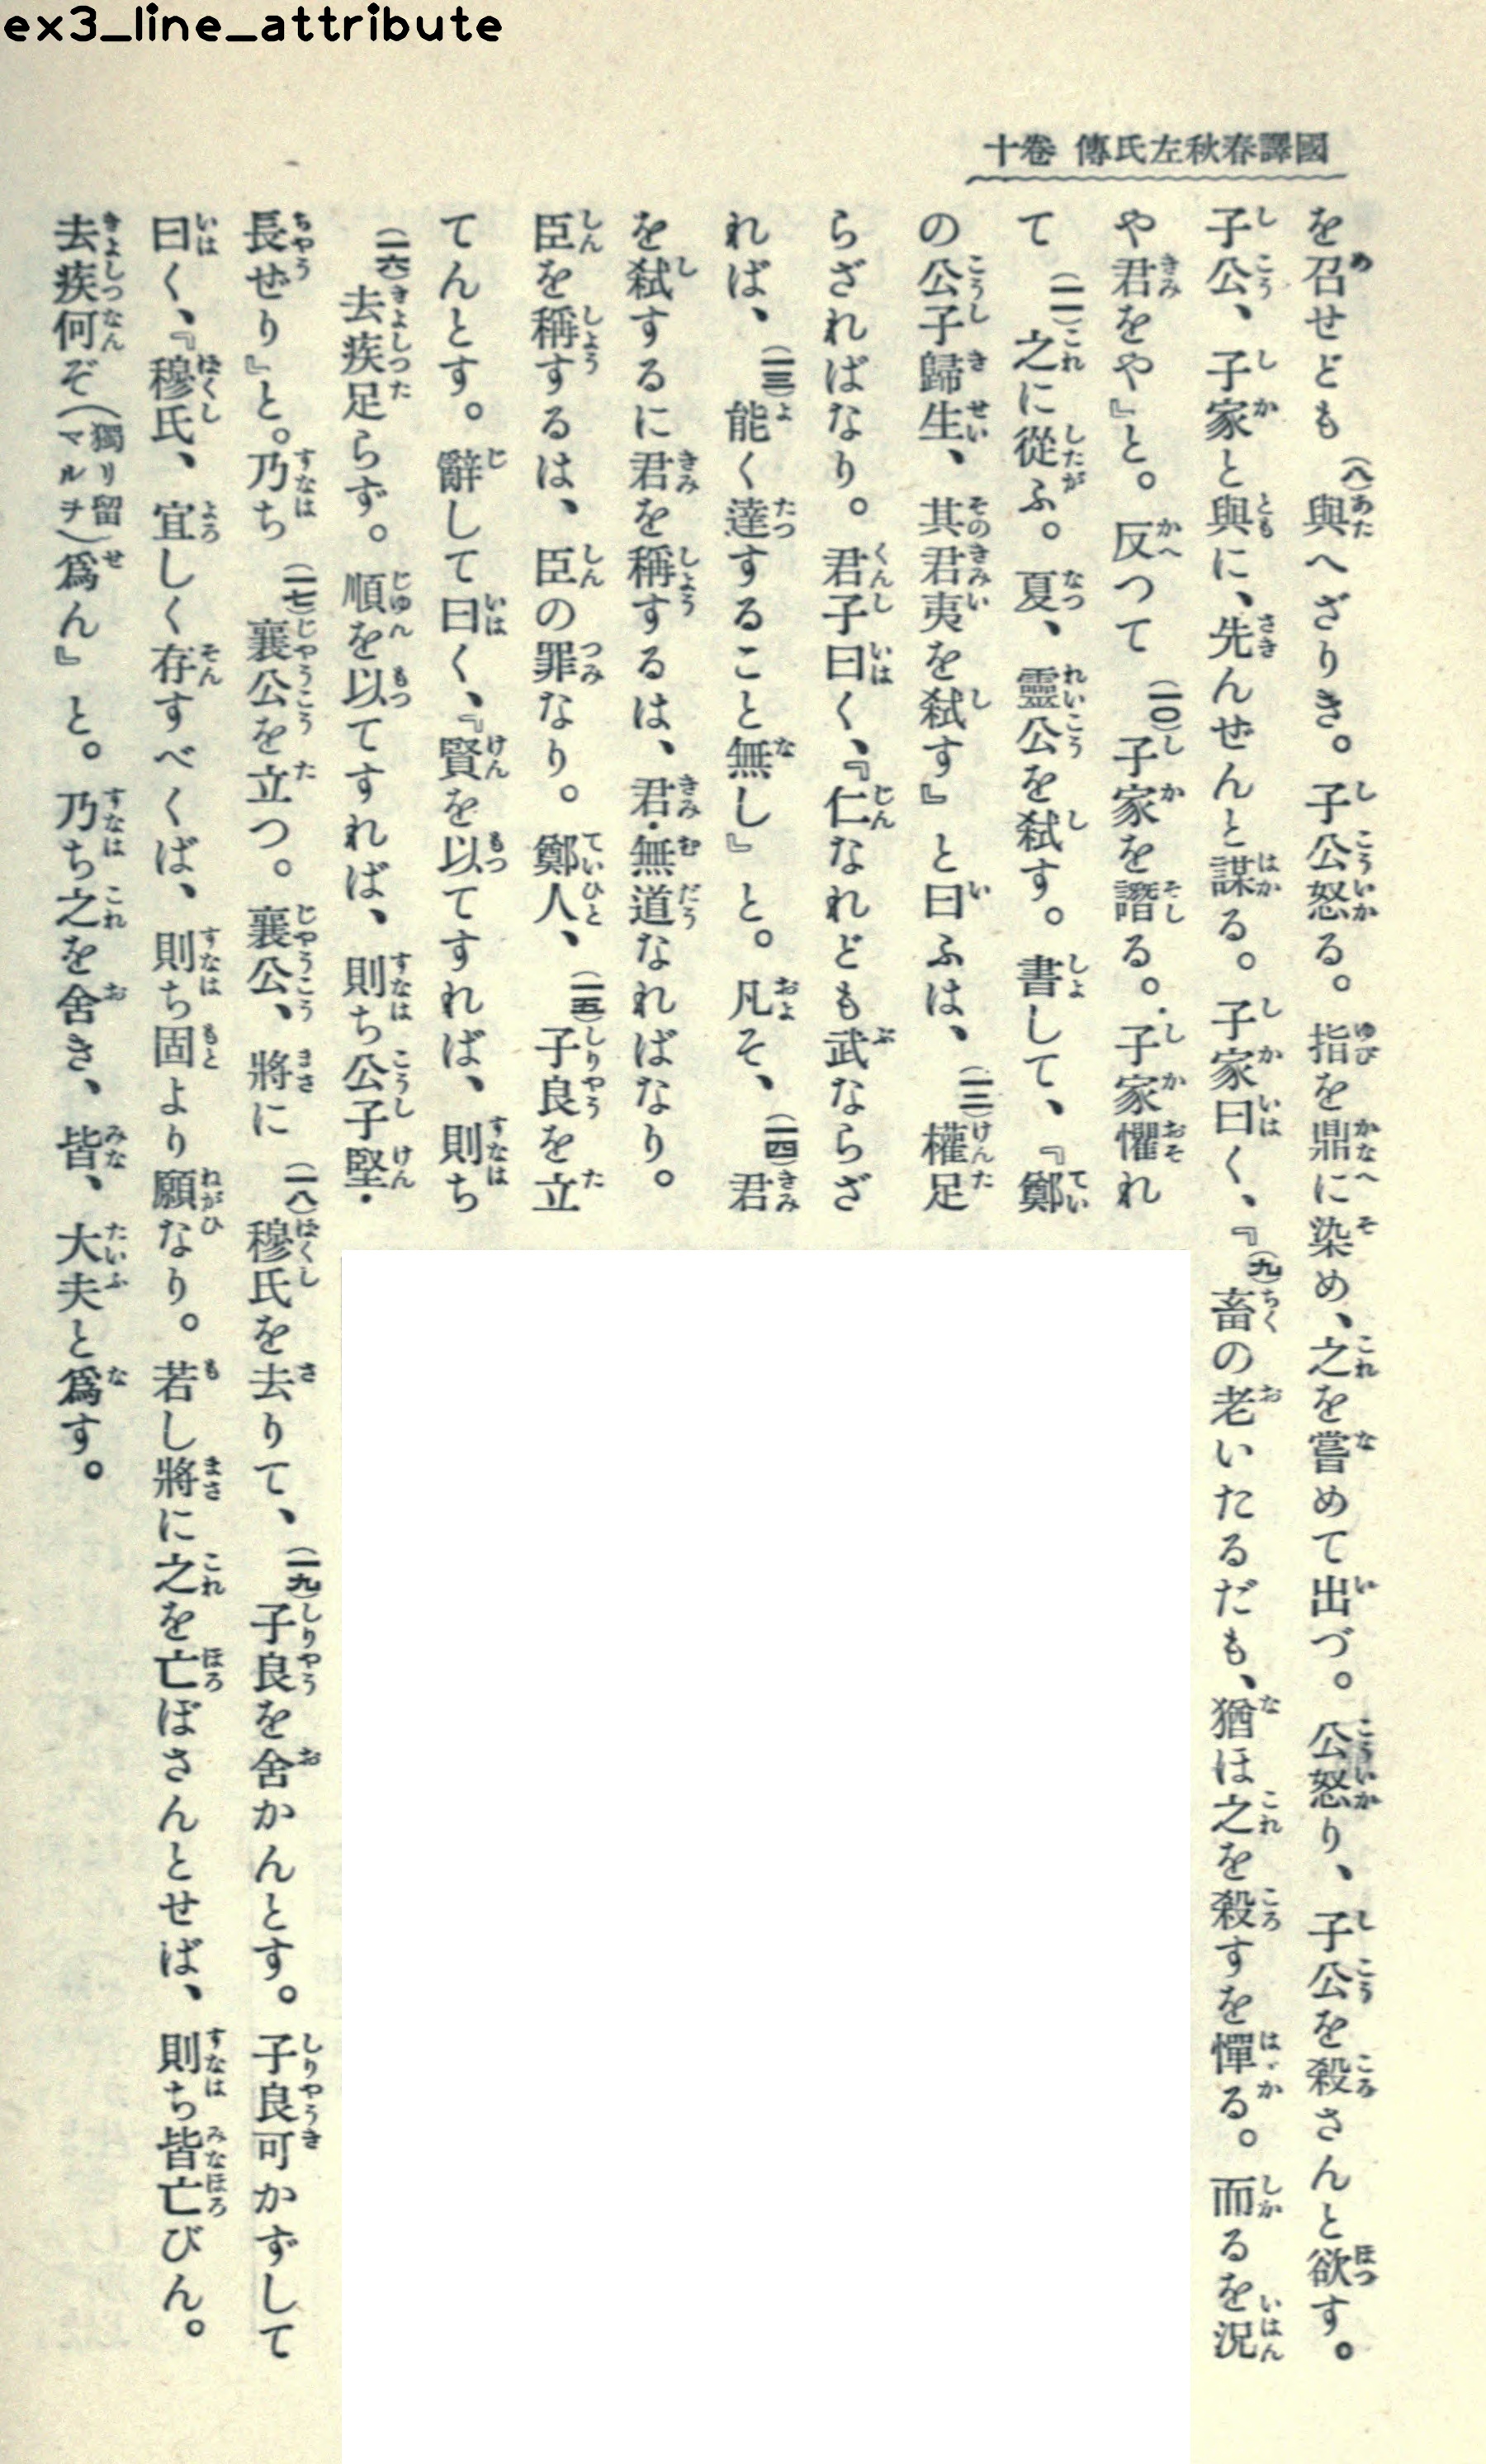 ex3_line_attribute
國譯春秋左氏傳 卷十
を召せども(八)與へざりき。子公怒る。指を鼎に染め、之を嘗めて出づ。公怒り、子公を殺さんと欲す。
子公、子家と與に、先んぜんと謀る。子家曰く、『(九)畜の老いたるだも、猶ほ之を殺すを憚る。而るを況
や君をや』と。反つて(一〇)子家を譖る。子家懼れ
て(一一)之に從ふ。夏、靈公を弑す。書して、『鄭
の公子歸生、其君夷を弑す』と曰ふは、(一二)權足
らざればなり。君子曰く、『仁なれども武ならざ
れば、(一三)能く達すること無し』と。凡そ、(一四)君
を弑するに君を稱するは、君無道なればなり。
臣を稱するは、臣の罪なり。鄭人、(一五)子良を立
てんとす。辭して曰く、『賢を以てすれば、則ち
(一六)去疾足らず。順を以てすれば、則ち公子堅・
長ぜり』と。乃ち(一七)襄公を立つ。襄公、將に(一八)穆氏を去りて、(一九)子良を舍かんとす。子良可かずして
曰く、『穆氏、宜しく存すべくば、則ち固より願なり。若し將に之を亡ぼさんとせば、則ち皆亡びん。
去疾何ぞ(獨リ留マルヲ)爲ん』と。乃ち之を舍き、皆、大夫と爲す。